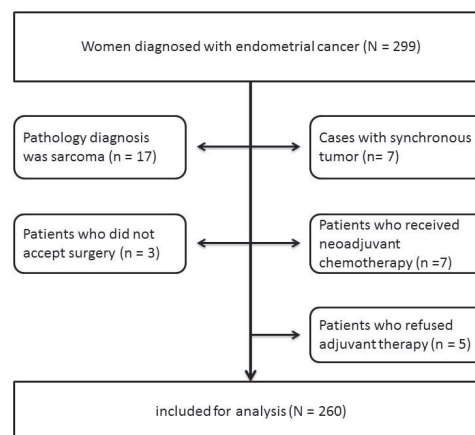 Women diagnosed with endometrial cancer (N = 299)
Pathology diagnosis
was sarcoma (n = 17)
Cases with synchronous
tumor (n= 7)
Patients who did not
accept surgery (n = 3)
Patients who received
neoadjuvant
chemotherapy (n =7)
Patients who refused
adjuvant therapy (n = 5)
included for analysis (N = 260)